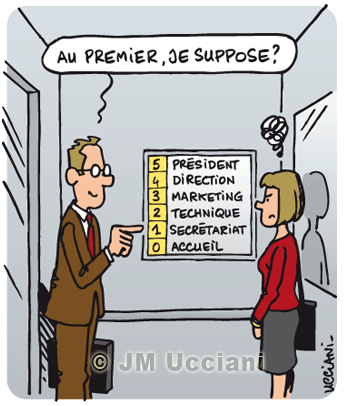 AU PREMIER, JE SUPPOSE?
5 PRÉSIDENT
4 DIRECTION
3 MARKETING
2 TECHNIQUE
1 SECRÉTARIAT
0 ACCUEIL
© JM Ucciani
UCCIANI-